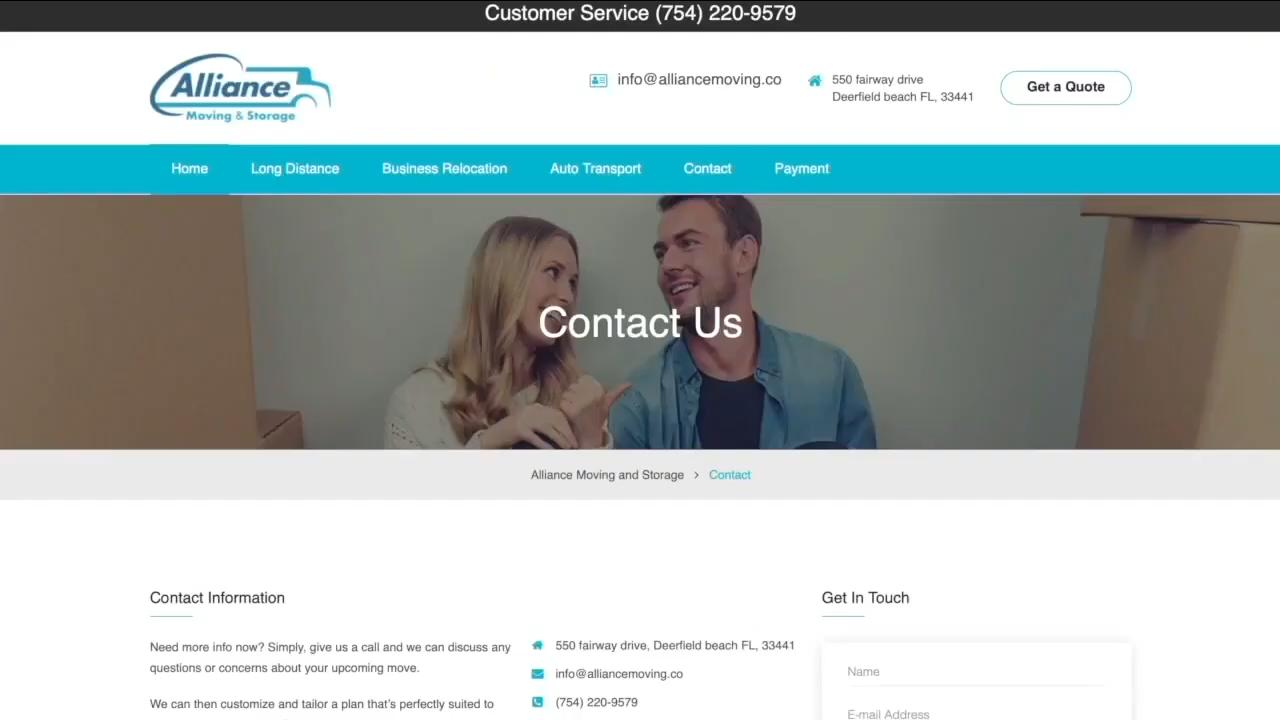 Customer Service (754) 220-9579
Alliance
Moving & Storage
info@alliancemoving.co
550 fairway drive
Deerfield beach FL, 33441
Get a Quote
Home
Long Distance
Business Relocation
Auto Transport
Contact
Payment
Contact Us
Alliance Moving and Storage > Contact
Contact Information
Need more info now? Simply, give us a call and we can discuss any
questions or concerns about your upcoming move.
We can then customize and tailor a plan that's perfectly suited to
550 fairway drive, Deerfield beach FL, 33441
info@alliancemoving.co
(754) 220-9579
Get In Touch
Name
E-mail Address